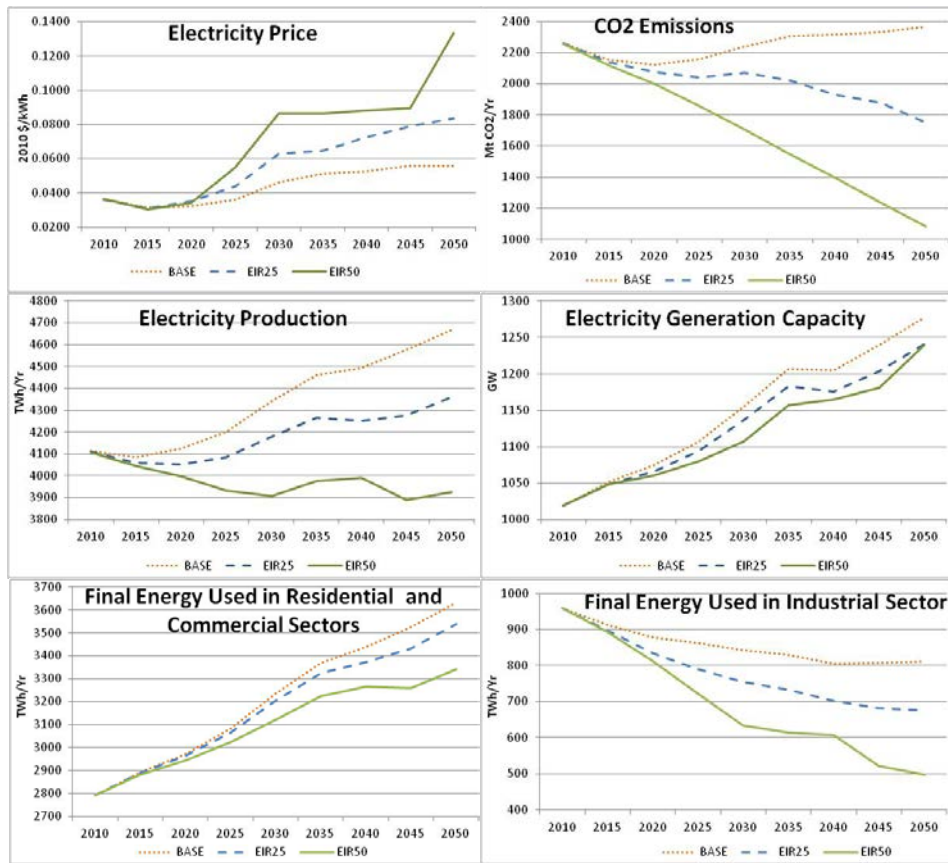 Electricity Price
2010 $/kWh
0.1400
0.1200
0.1000
0.0800
0.0600
0.0400
0.0200
2010 2015 2020 2025 2030 2035 2040 2045 2050
BASE EIR25 EIR50
CO2 Emissions
Mt CO2/Yr
2400
2200
2000
1800
1600
1400
1200
1000
2010 2015 2020 2025 2030 2035 2040 2045 2050
BASE EIR25 EIR50
Electricity Production
TWh/Yr
4800
4700
4600
4500
4400
4300
4200
4100
4000
3900
3800
2010 2015 2020 2025 2030 2035 2040 2045 2050
BASE EIR25 EIR50
Electricity Generation Capacity
GW
1300
1250
1200
1150
1100
1050
1000
2010 2015 2020 2025 2030 2035 2040 2045 2050
BASE EIR25 EIR50
Final Energy Used in Residential and
Commercial Sectors
TWh/Yr
3700
3600
3500
3400
3300
3200
3100
3000
2900
2800
2700
2010 2015 2020 2025 2030 2035 2040 2045 2050
BASE EIR25 EIR50
Final Energy Used in Industrial Sector
TWh/Yr
1000
900
800
700
600
500
400
2010 2015 2020 2025 2030 2035 2040 2045 2050
BASE EIR25 EIR50